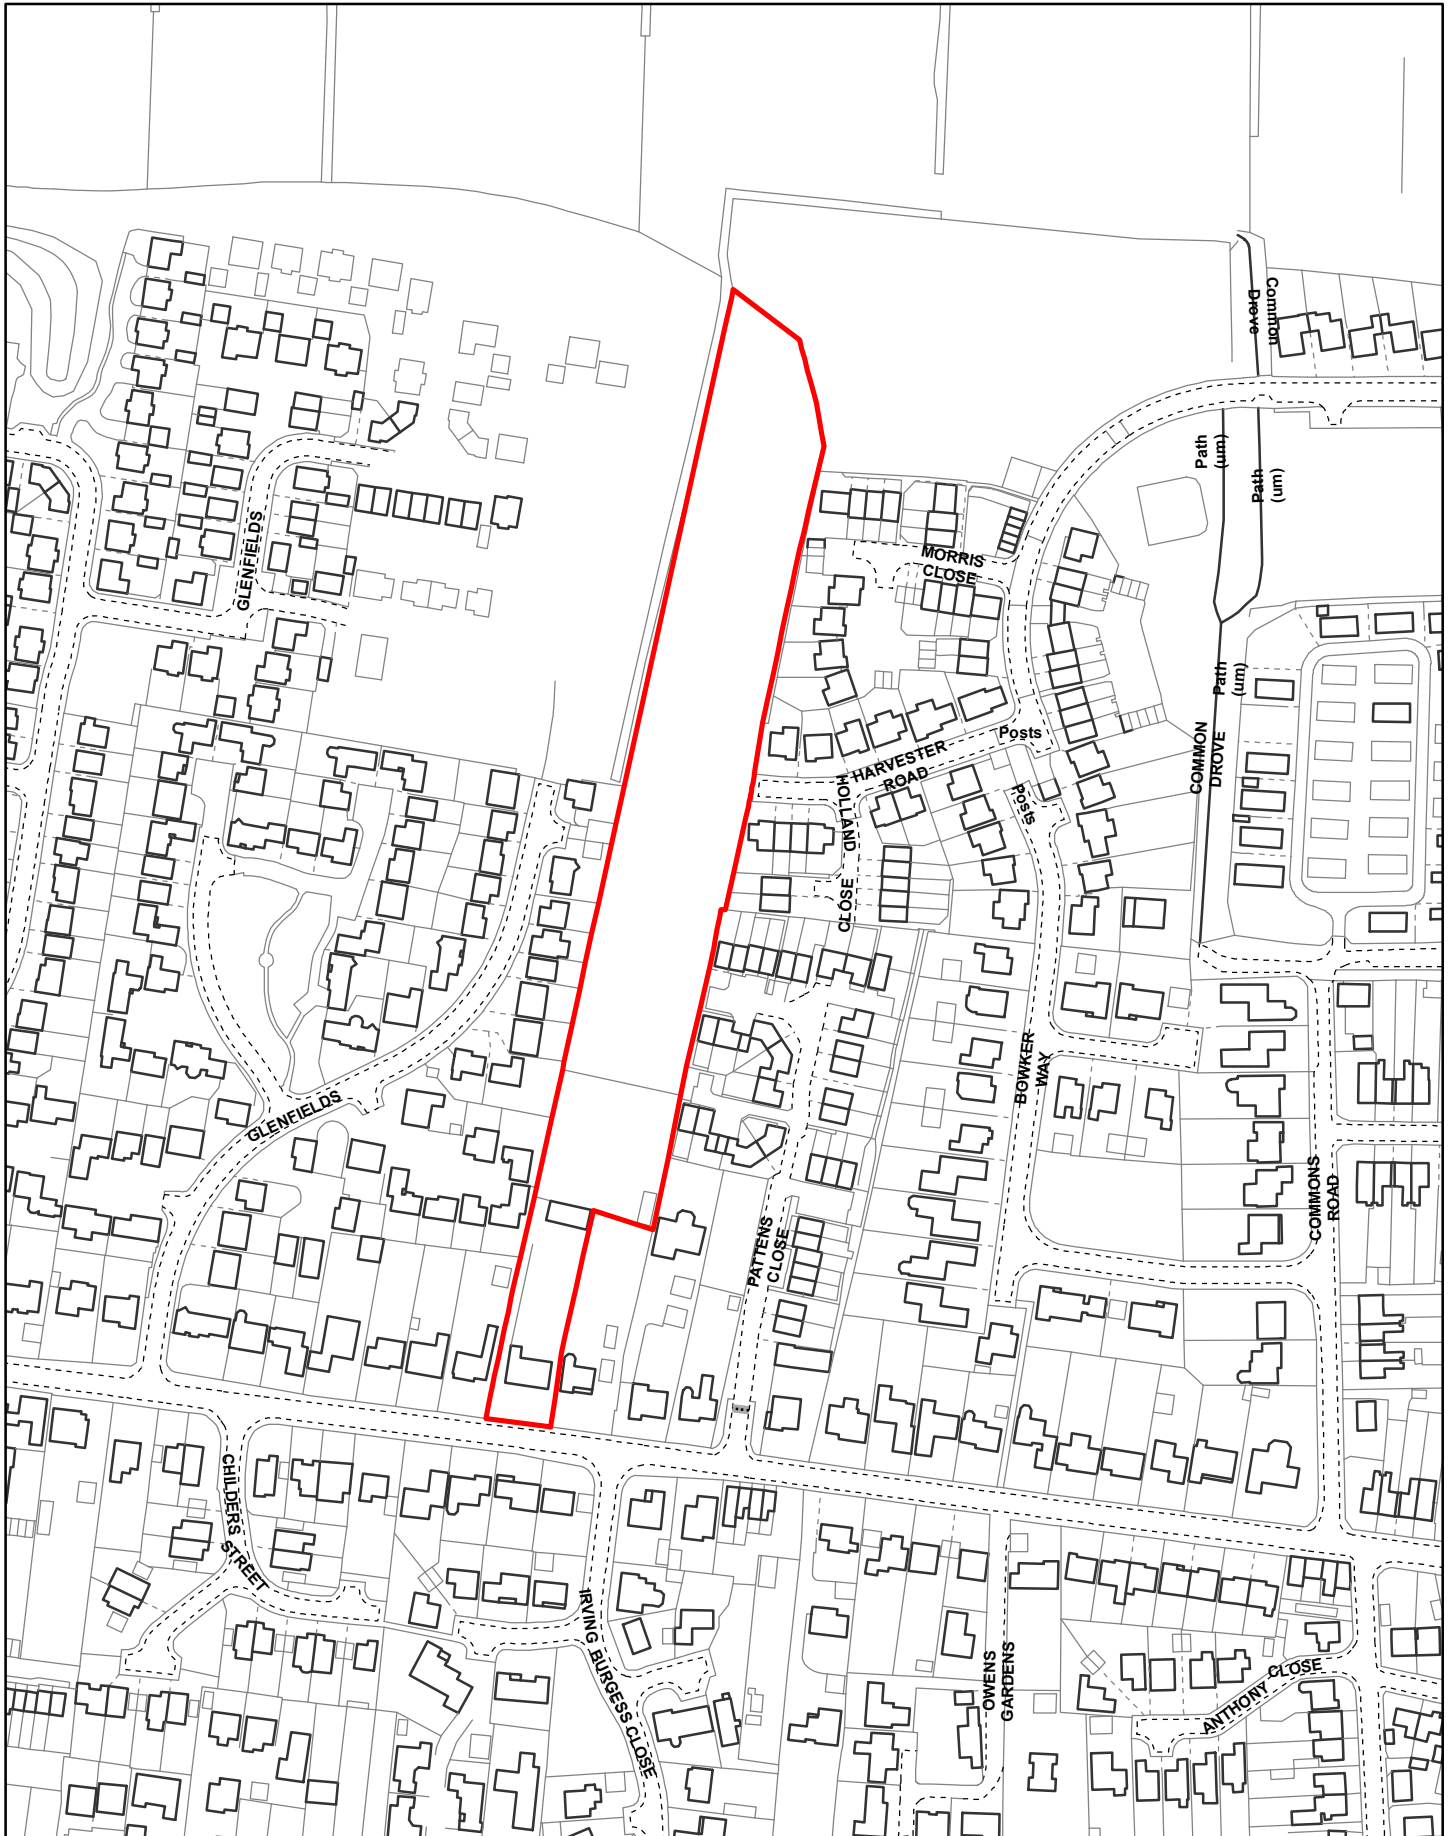 Common
Drove
Path
(um)
Path
(um)
GLENFIELDS
MORRIS
CLOSE
Path
(um)
Posts
COMMON
DROVE
HARVESTER
ROAD
Posts
HOLLAND
CLOSE
BOWKER
WAY
GLENFIELDS
COMMONS
ROAD
PATTENS
CLOSE
CHILDERS
STREET
IRVING BURGESS CLOSE
OWENS
GARDENS
ANTHONY
CLOSE